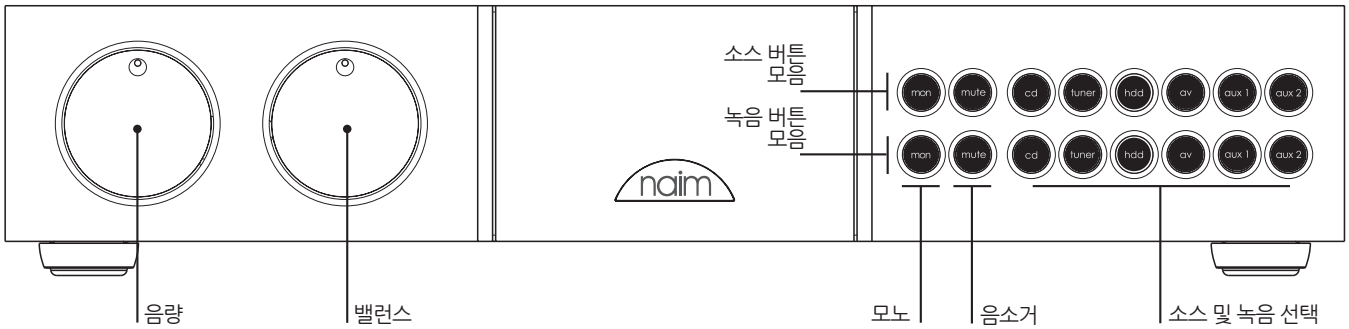 소스 버튼
모음
mon mute cd tuner hdd av aux 1 aux 2
녹음 버튼
모음
mon mute cd tuner hdd av aux 1 aux 2
naim
음량
밸런스
모노
음소거
소스 및 녹음 선택